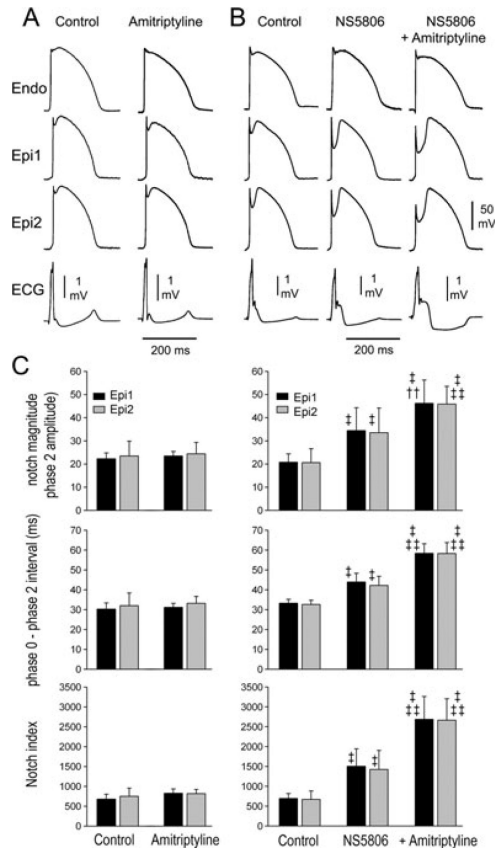 A
B
Control
Amitriptyline
Control
NS5806
NS5806
+ Amitriptyline
Endo
Epi1
Epi2
50
mV
ECG
1
mV
1
mV
1
mV
1
mV
1
mV
200 ms
200 ms
C
notch magnitude
phase 2 amplitude
60
50
40
30
20
10
0
Epi1
Epi2
60
50
40
30
20
10
0
Epi1
Epi2
‡
‡
‡
††
‡
‡‡
phase 0 - phase 2 interval (ms)
70
60
50
40
30
20
10
0
70
60
50
40
30
20
10
0
‡
‡
‡
‡‡
‡
‡‡
Notch index
3500
3000
2500
2000
1500
1000
500
0
3500
3000
2500
2000
1500
1000
500
0
‡
‡
‡
‡‡
‡
‡‡
Control
Amitriptyline
Control
NS5806
+ Amitriptyline